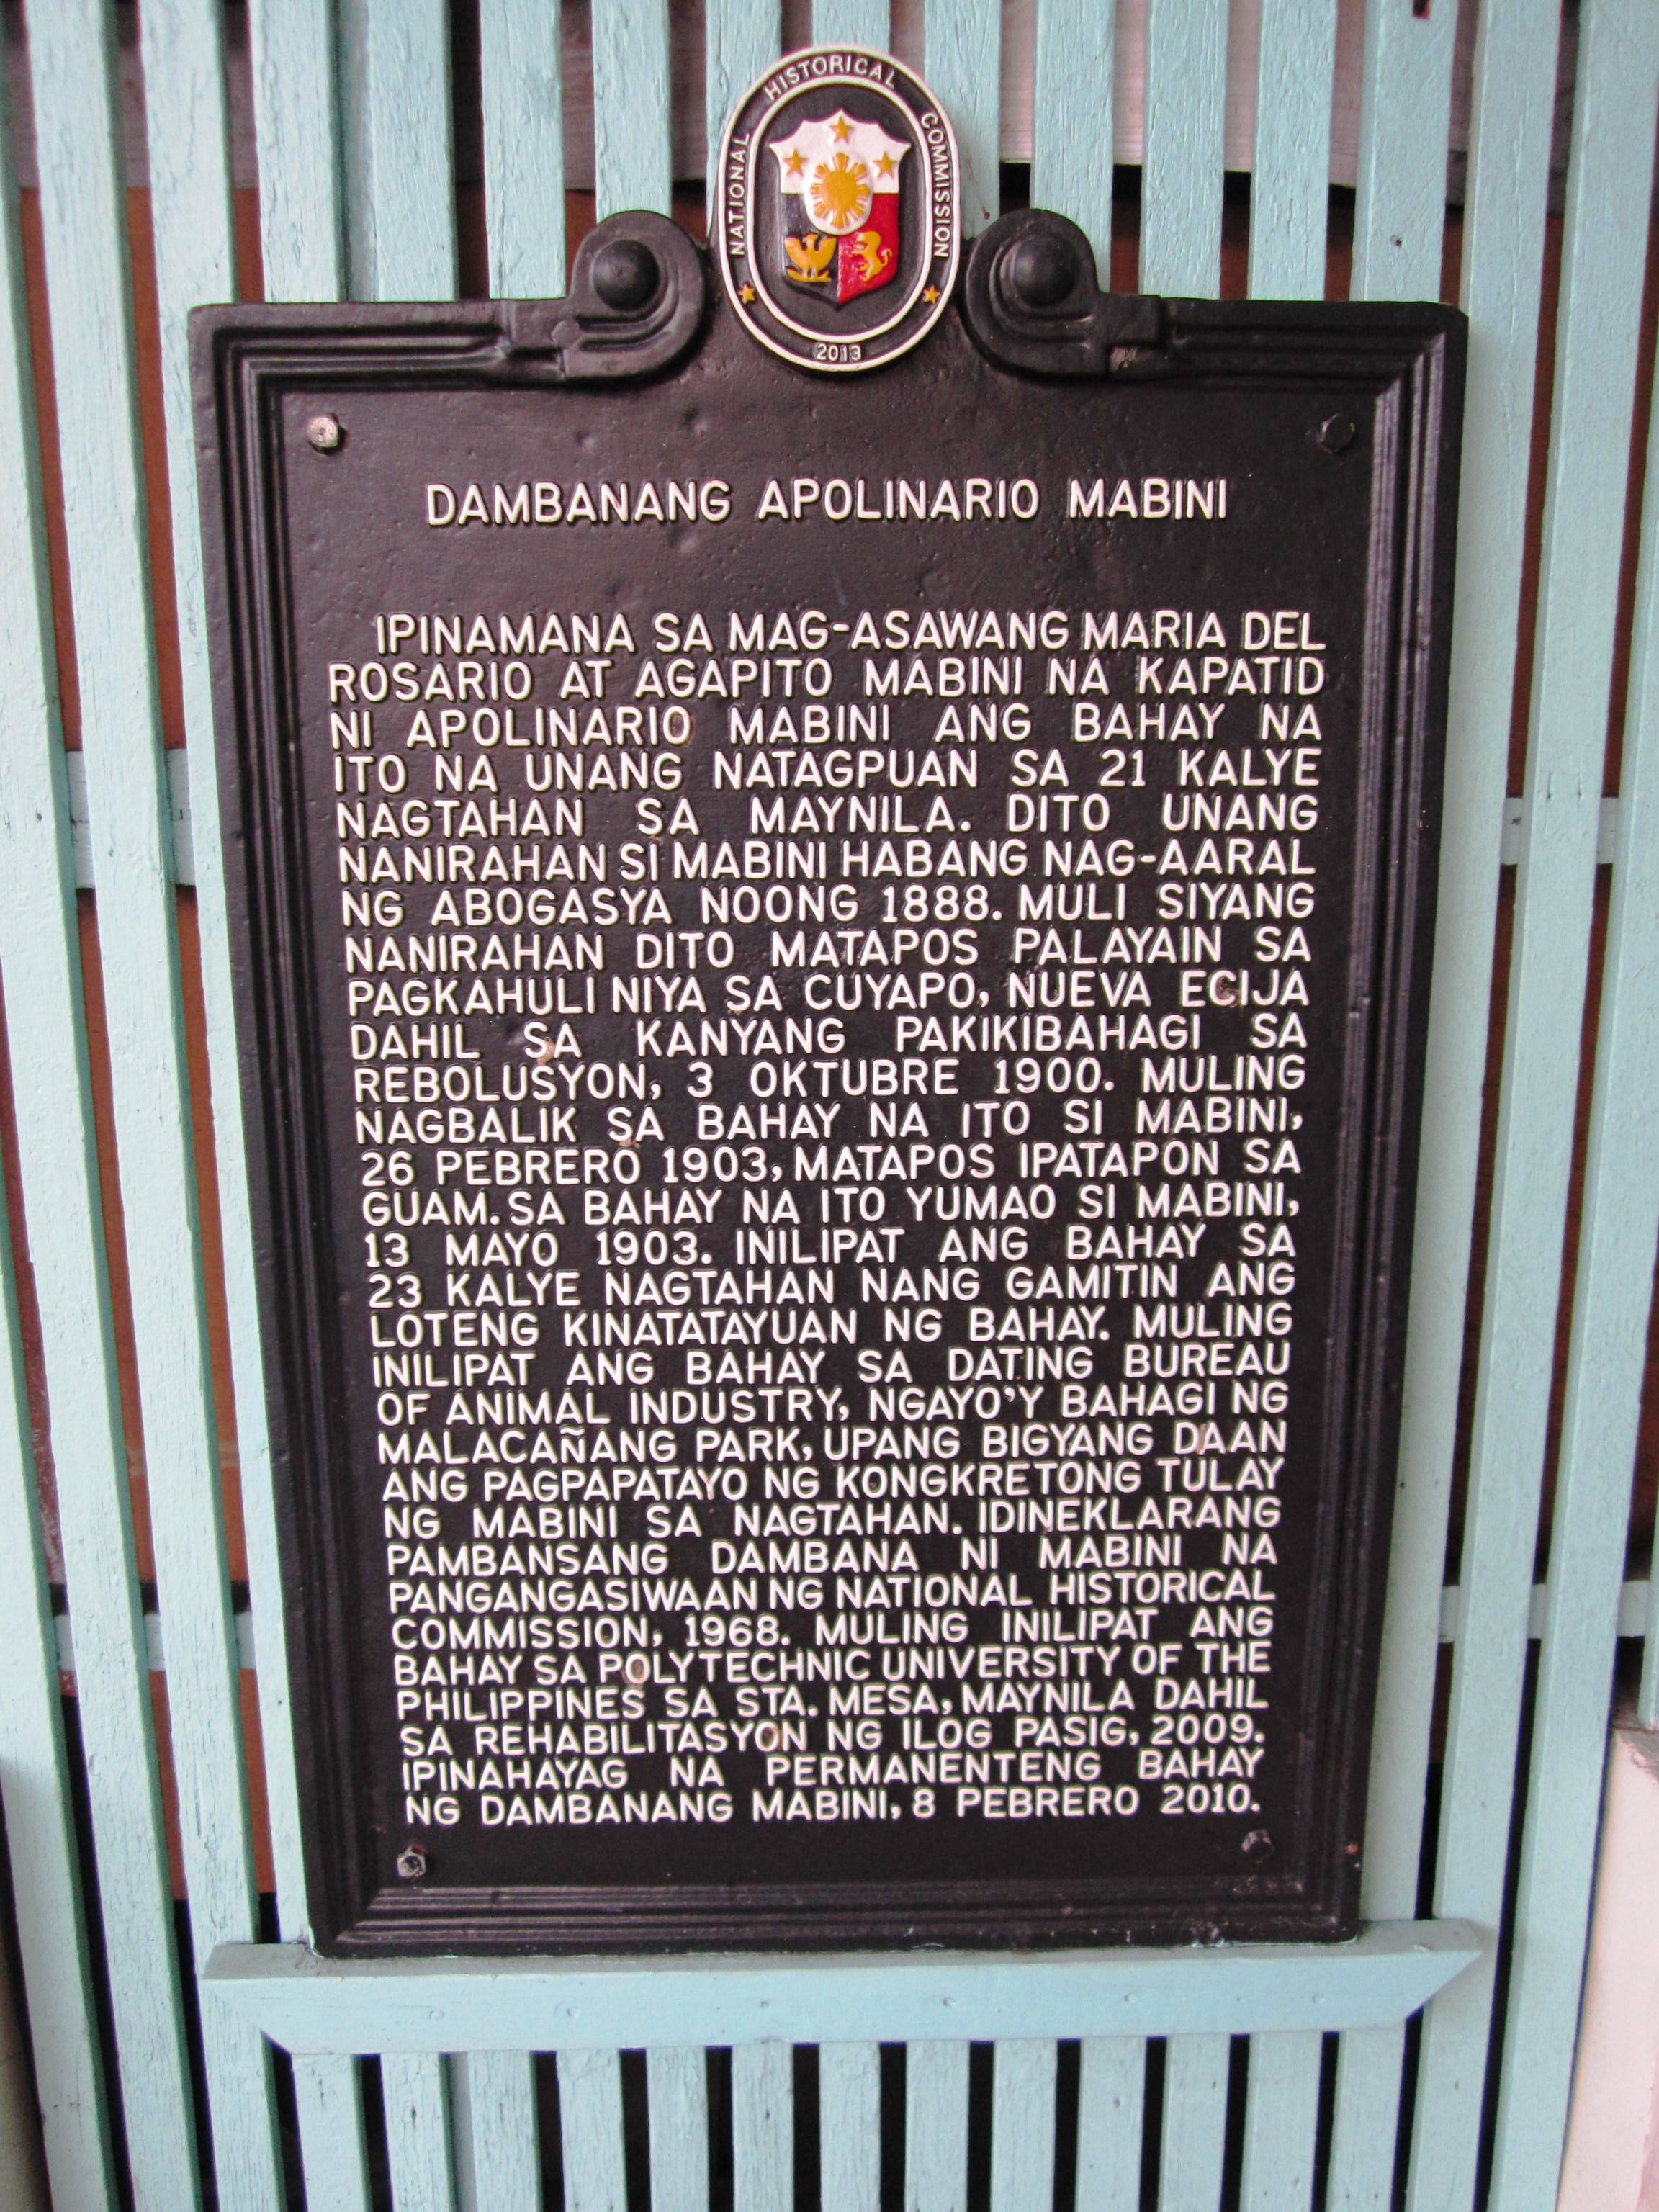 NATIONAL HISTORICAL COMMISSION
2013
DAMBANANG APOLINARIO MABINI
IPINAMANA SA MAG-ASAWANG MARIA DEL
ROSARIO AT AGAPITO MABINI NA KAPATID
NI APOLINARIO MABINI ANG BAHAY NA
ITO NA UNANG NATAGPUAN SA 21 KALYE
NAGTAHAN SA MAYNILA. DITO UNANG
NANIRAHAN SI MABINI HABANG NAG-AARAL
NG ABOGASYA NOONG 1888. MULI SIYANG
NANIRAHAN DITO MATAPOS PALAYAIN SA
PAGKAHULI NIYA SA CUYAPO, NUEVA ECIJA
DAHIL SA KANYANG PAKIKIBAHAGI SA
REBOLUSYON, 3 OKTUBRE 1900. MULING
NAGBALIK SA BAHAY NA ITO SI MABINI,
26 PEBRERO 1903, MATAPOS IPATAPON SA
GUAM. SA BAHAY NA ITO YUMAO SI MABINI,
13 MAYO 1903. INILIPAT ANG BAHAY SA
23 KALYE NAGTAHAN NANG GAMITIN ANG
LOTENG KINATATAYUAN NG BAHAY. MULING
INILIPAT ANG BAHAY SA DATING BUREAU
OF ANIMAL INDUSTRY, NGAYO'Y BAHAGI NG
MALACAÑANG PARK, UPANG BIGYANG DAAN
ANG PAGPAPATAYO NG KONGKRETONG TULAY
NG MABINI SA NAGTAHAN. IDINEKLARANG
PAMBANSANG DAMBANA NI MABINI NA
PANGANGASIWAAN NG NATIONAL HISTORICAL
COMMISSION, 1968. MULING INILIPAT ANG
BAHAY SA POLYTECHNIC UNIVERSITY OF THE
PHILIPPINES SA STA. MESA, MAYNILA DAHIL
SA REHABILITASYON NG ILOG PASIG, 2009.
IPINAHAYAG NA PERMANENTENG BAHAY
NG DAMBANANG MABINI, 8 PEBRERO 2010.